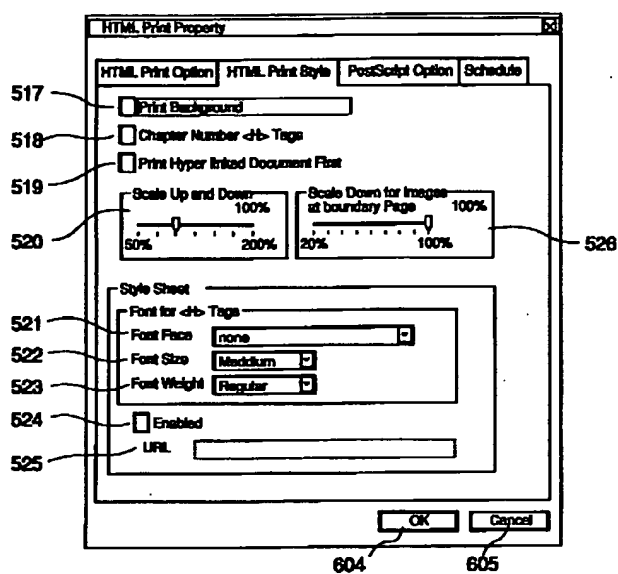 HTML Print Property
HTML Print Option HTML Print Style PostScript Option Schedule
517 Print Background
518 Chapter Number <H> Tags
519 Print Hyper linked Document First
Scale Up and Down 100%
Scale Down for Images at boundary Page 100%
520 50% 200%
20% 100% 526
Style Sheet
Font for <H> Tags
521 Font Face none
522 Font Size Meddium
523 Font Weight Regular
524 Enabled
525 URL
OK Cancel
604 605